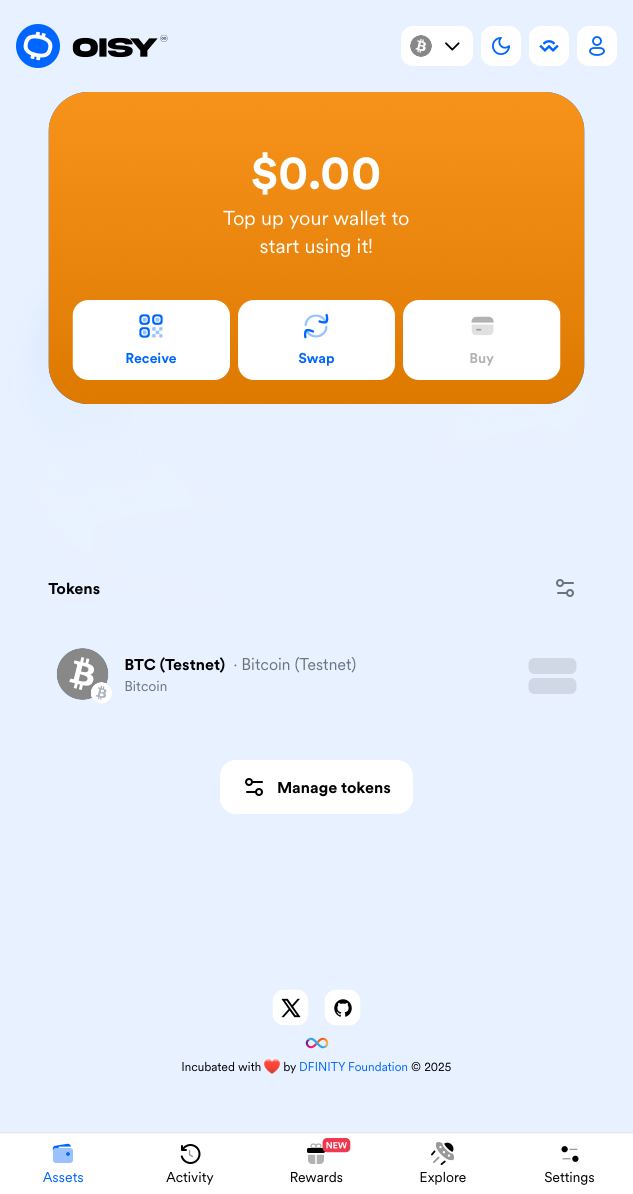 OISY
$0.00
Top up your wallet to
start using it!
Receive
Swap
Buy
Tokens
BTC (Testnet) · Bitcoin (Testnet)
Bitcoin
Manage tokens
Incubated with ❤️ by DFINITY Foundation © 2025
NEW
Assets
Activity
Rewards
Explore
Settings